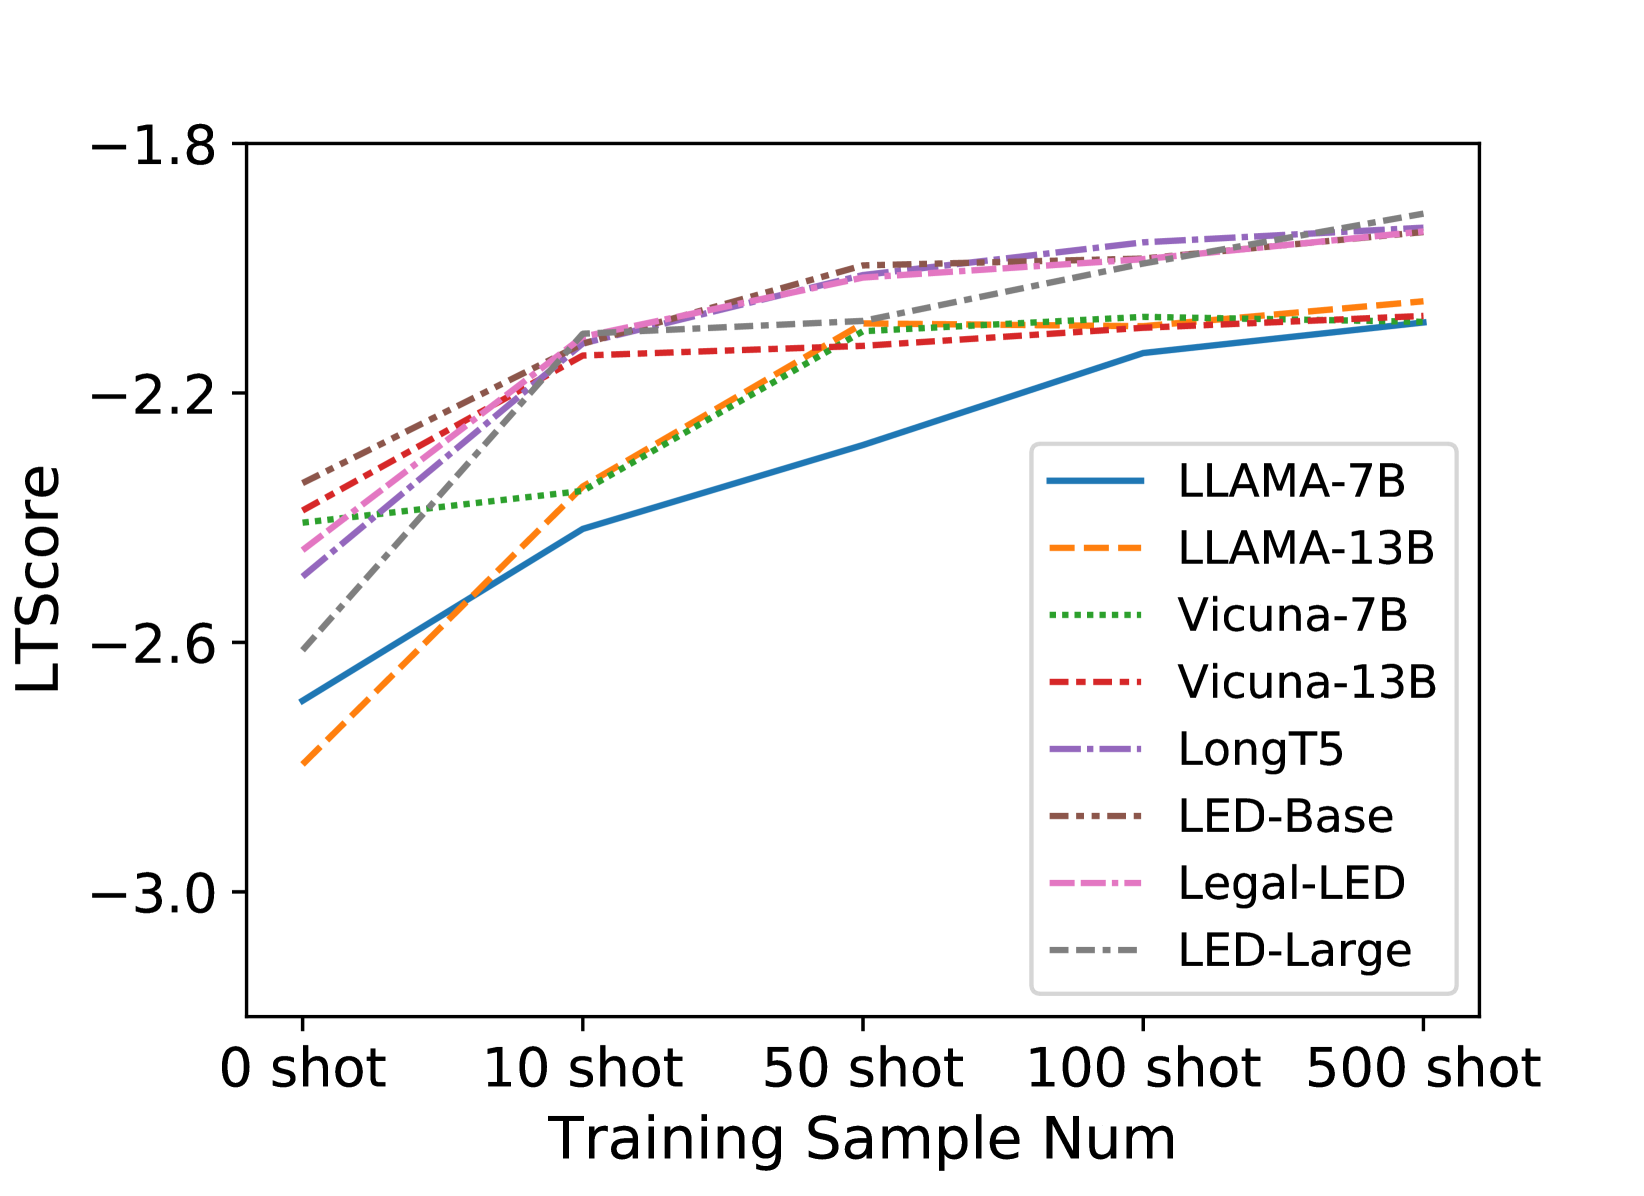 −1.8
−2.2
−2.6
−3.0
LTScore
LLAMA-7B
LLAMA-13B
Vicuna-7B
Vicuna-13B
LongT5
LED-Base
Legal-LED
LED-Large
0 shot 10 shot 50 shot 100 shot 500 shot
Training Sample Num